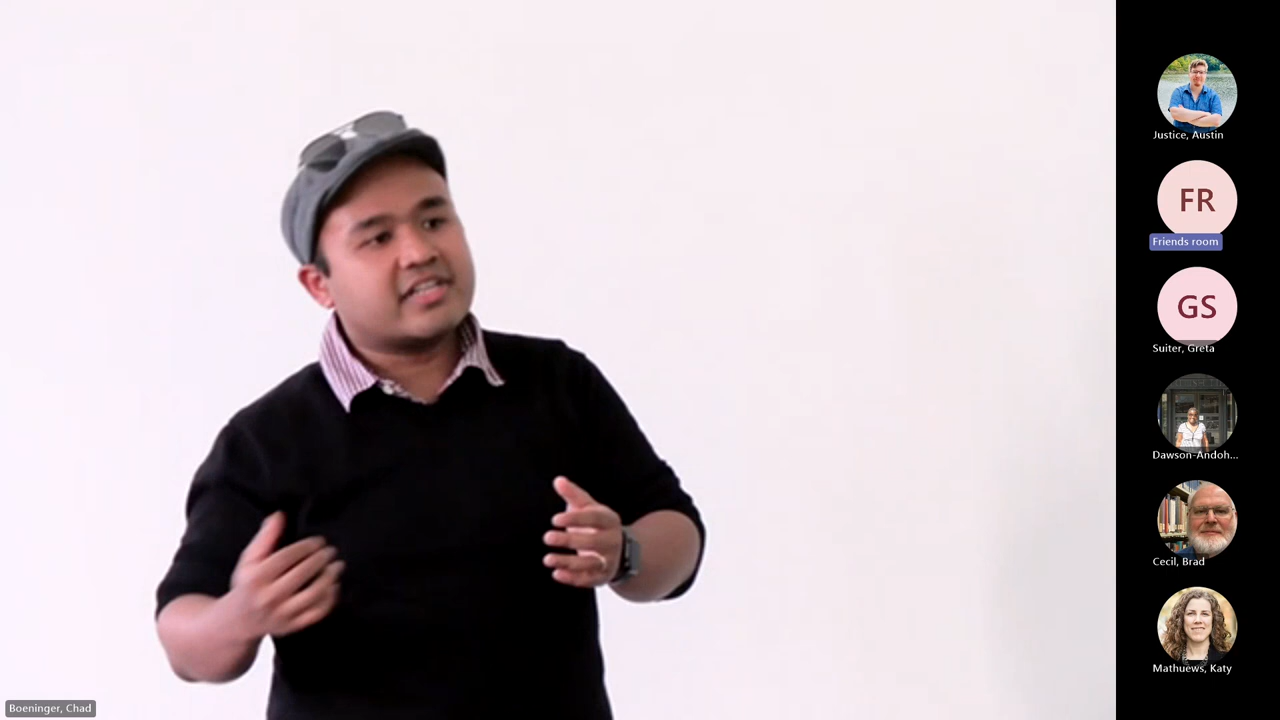 Justice, Austin
FR
Friends room
GS
Suiter, Greta
Dawson-Andoh...
Cecil, Brad
Mathuews, Katy
Boeninger, Chad